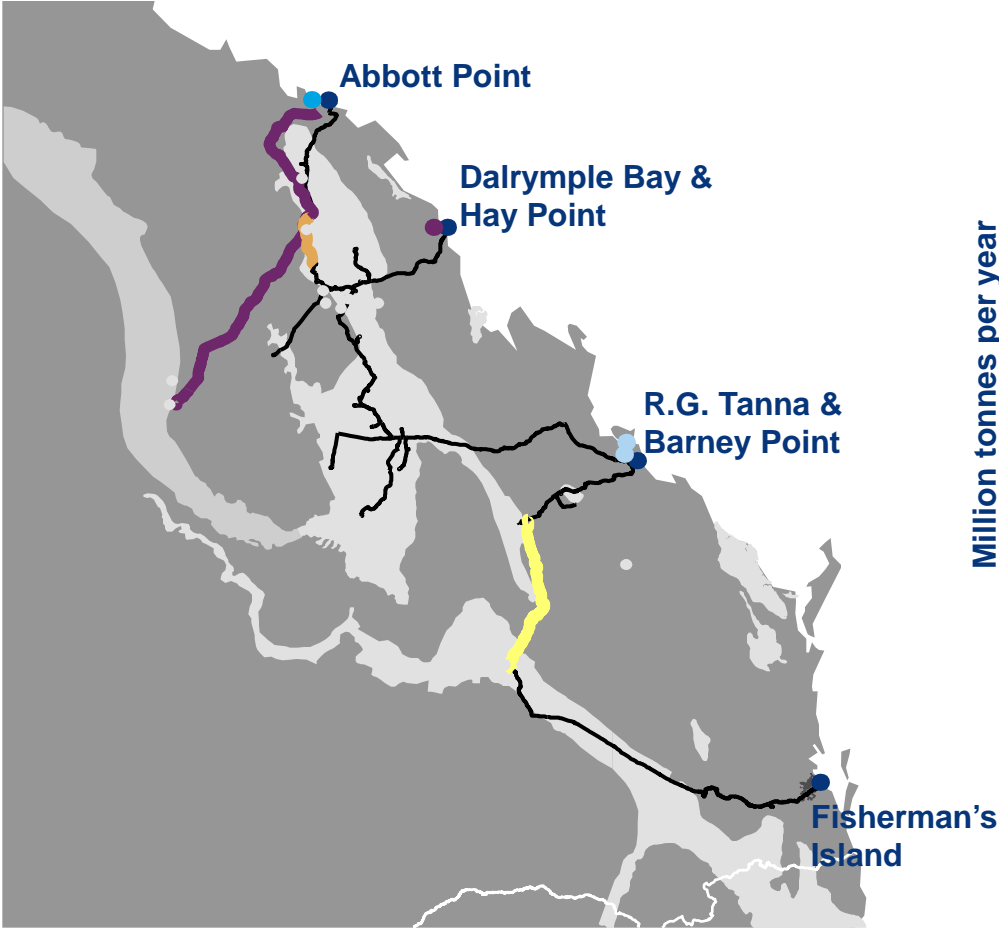 Abbott Point
Dalrymple Bay &
Hay Point
R.G. Tanna &
Barney Point
Million tonnes per year
Fisherman’s
Island